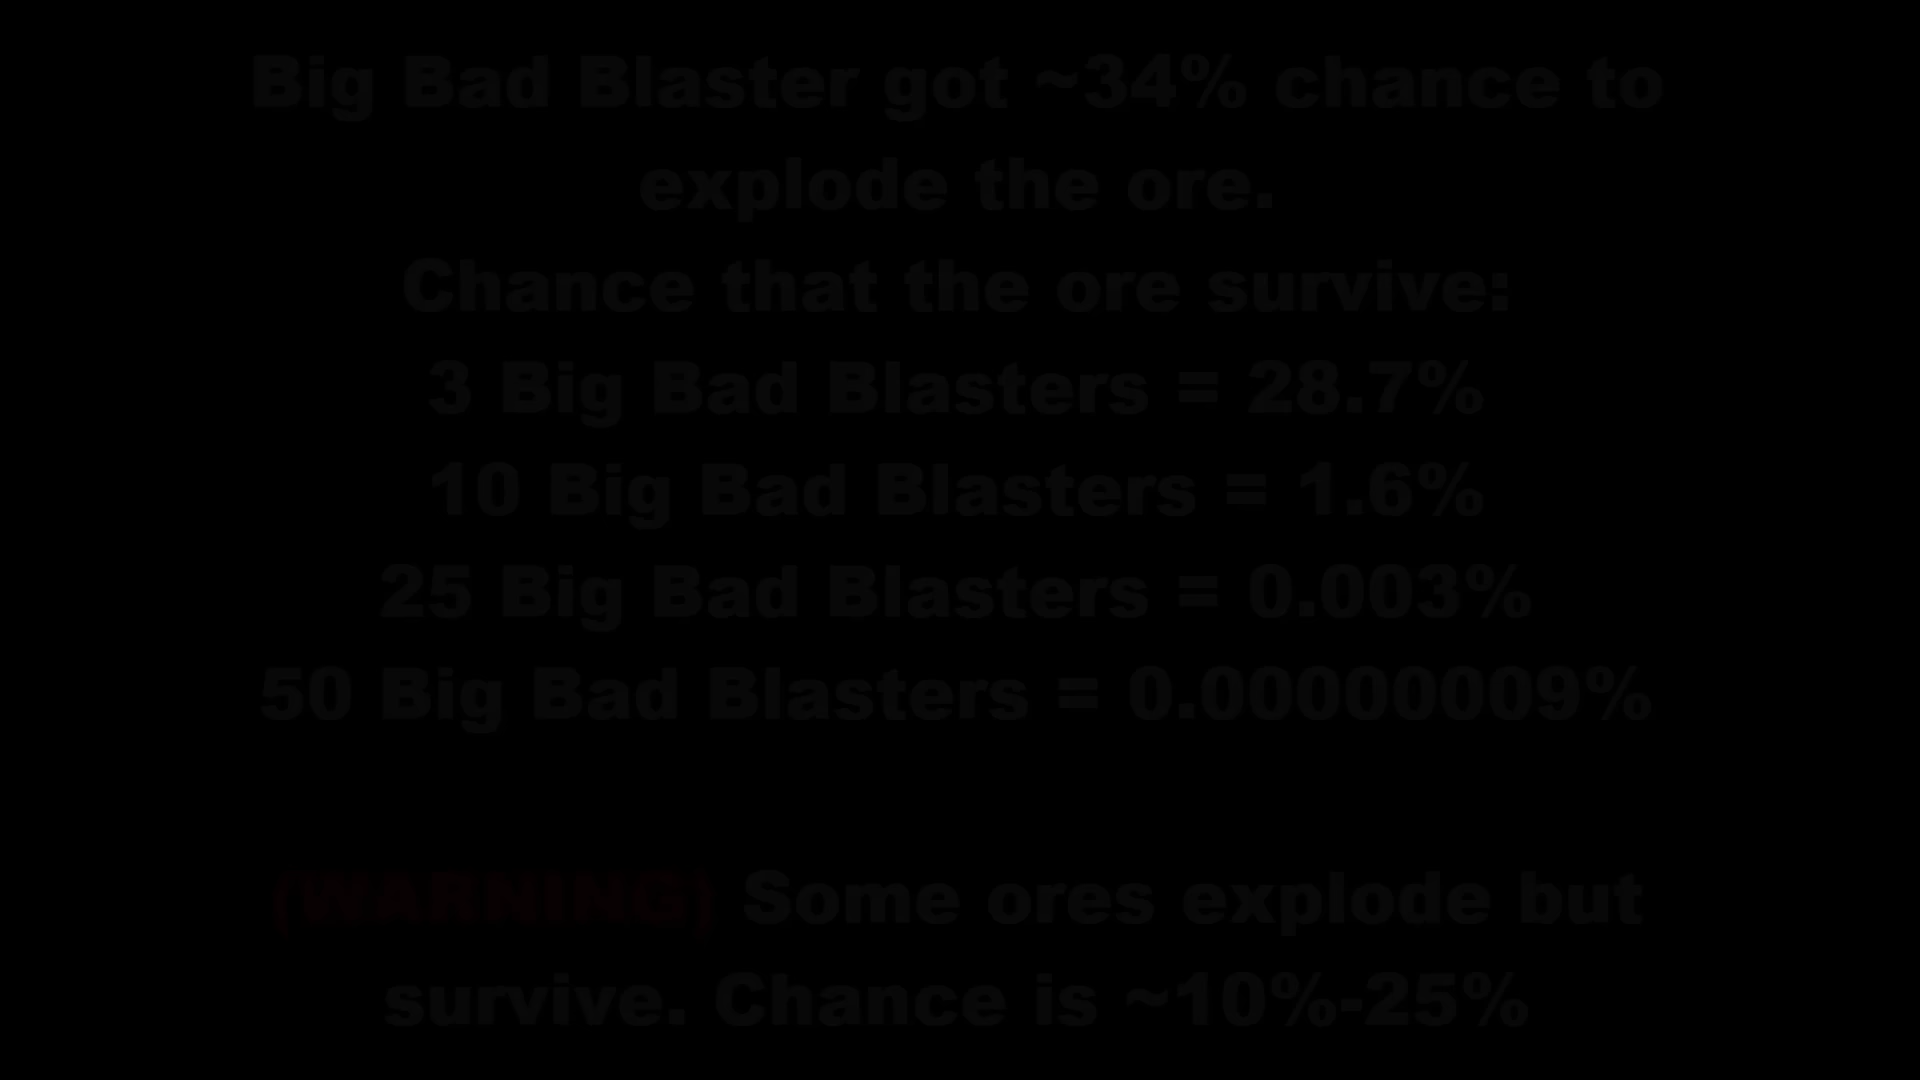 Big Bad Blaster got ~34% chance to
explode the ore.
Chance that the ore survive:
3 Big Bad Blasters = 28.7%
10 Big Bad Blasters = 1.6%
25 Big Bad Blasters = 0.003%
50 Big Bad Blasters = 0.00000009%
(WARNING) Some ores explode but
survive. Chance is ~10%-25%